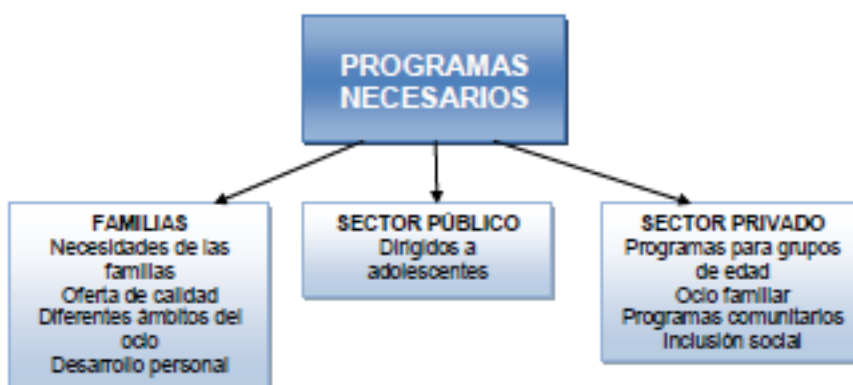 PROGRAMAS
NECESARIOS
FAMILIAS
Necesidades de las
familias
Oferta de calidad
Diferentes ámbitos del
ocio
Desarrollo personal
SECTOR PÚBLICO
Dirigidos a
adolescentes
SECTOR PRIVADO
Programas para grupos
de edad
Ocio familiar
Programas comunitarios
Inclusión social